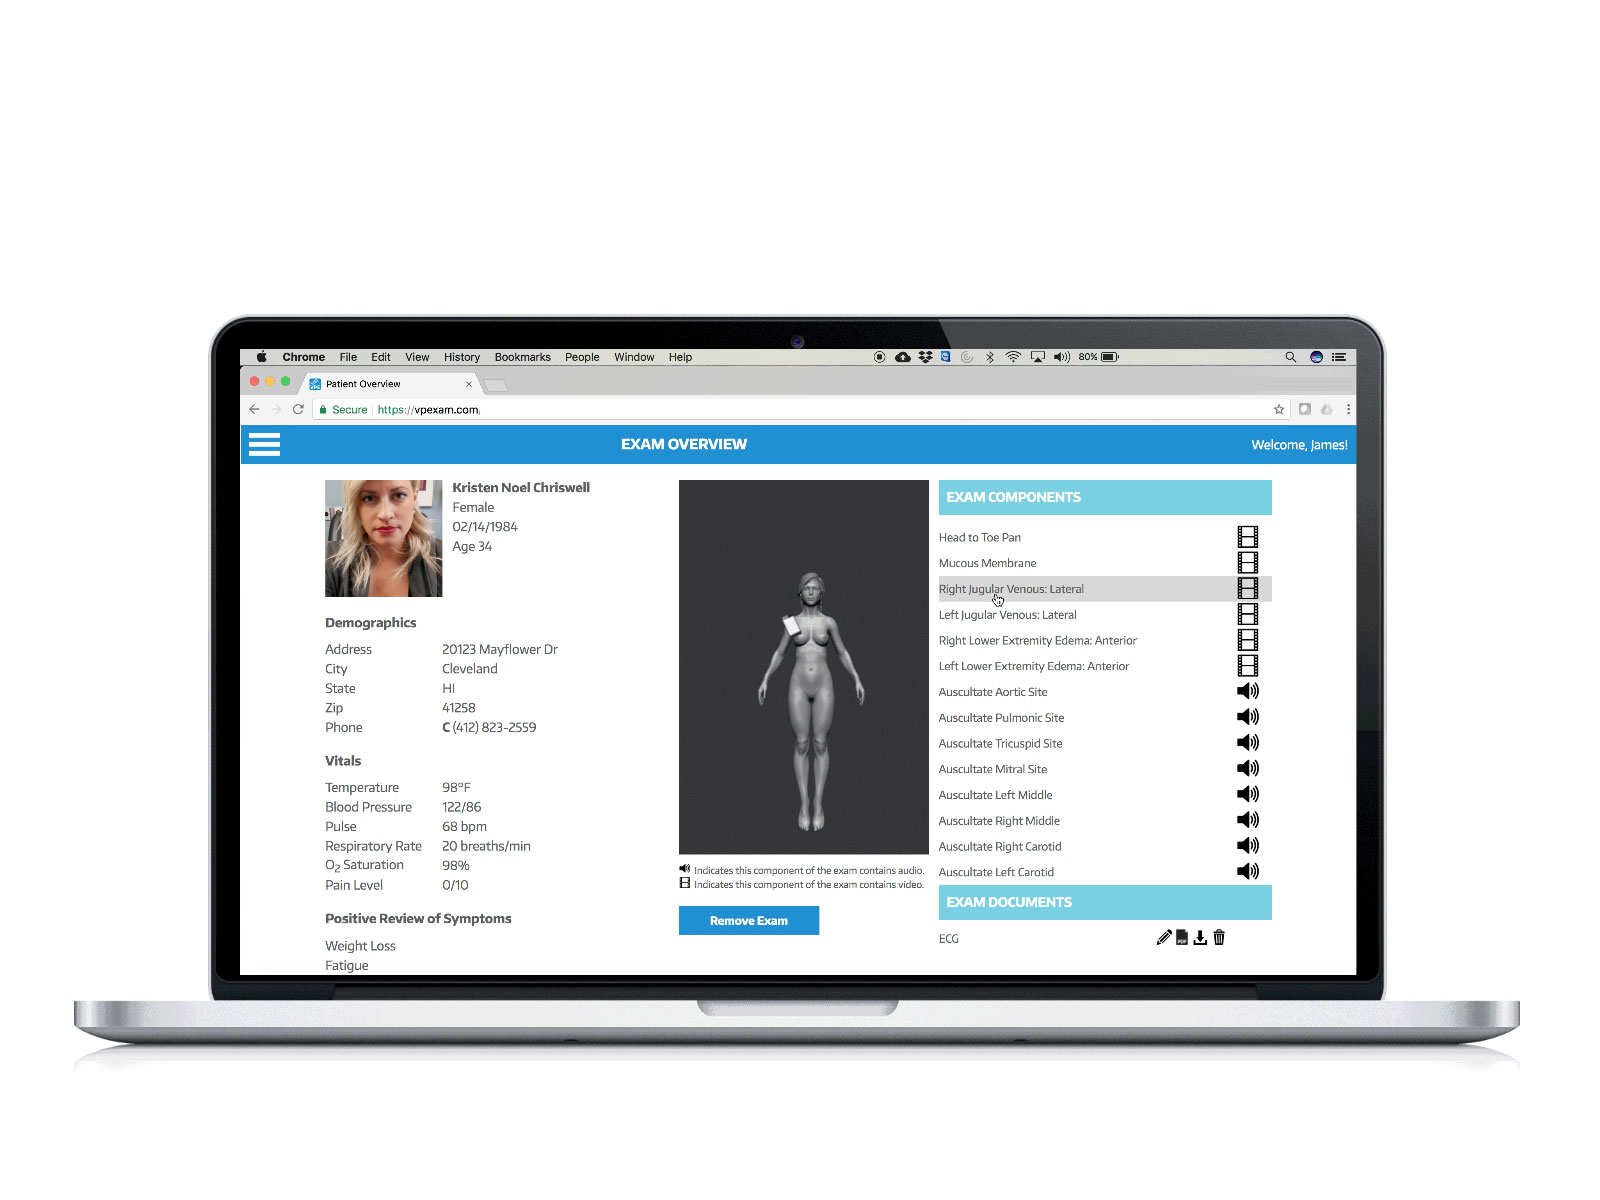 Chrome File Edit View History Bookmarks People Window Help 80%
Patient Overview
Secure https://vpexam.com
EXAM OVERVIEW
Welcome, James!
Kristen Noel Chriswell
Female
02/14/1984
Age 34
Demographics
Address 20123 Mayflower Dr
City Cleveland
State HI
Zip 41258
Phone C (412) 823-2559
Vitals
Temperature 98°F
Blood Pressure 122/86
Pulse 68 bpm
Respiratory Rate 20 breaths/min
O2 Saturation 98%
Pain Level 0/10
Positive Review of Symptoms
Weight Loss
Fatigue
Indicates this component of the exam contains audio.
Indicates this component of the exam contains video.
Remove Exam
EXAM COMPONENTS
Head to Toe Pan
Mucous Membrane
Right Jugular Venous: Lateral
Left Jugular Venous: Lateral
Right Lower Extremity Edema: Anterior
Left Lower Extremity Edema: Anterior
Auscultate Aortic Site
Auscultate Pulmonic Site
Auscultate Tricuspid Site
Auscultate Mitral Site
Auscultate Left Middle
Auscultate Right Middle
Auscultate Right Carotid
Auscultate Left Carotid
EXAM DOCUMENTS
ECG